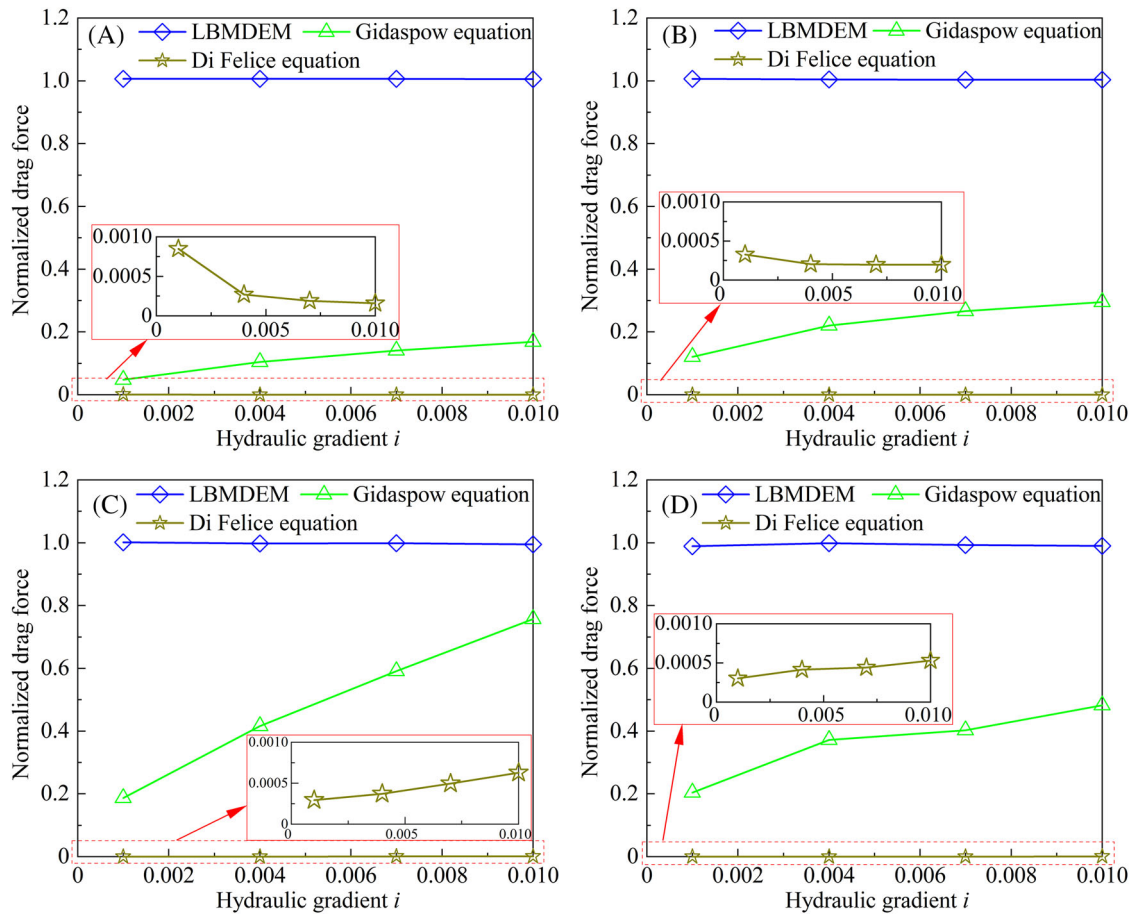 (A)
LBMDEM
Gidaspow equation
Di Felice equation
1.2
1.0
0.8
0.6
0.4
0.2
0
Normalized drag force
0.0010
0.0005
0
0
0.005
0.010
0 0.002 0.004 0.006 0.008 0.010
Hydraulic gradient i
(B)
LBMDEM
Gidaspow equation
Di Felice equation
1.2
1.0
0.8
0.6
0.4
0.2
0
Normalized drag force
0.0010
0.0005
0
0
0.005
0.010
0 0.002 0.004 0.006 0.008 0.010
Hydraulic gradient i
(C)
LBMDEM
Gidaspow equation
Di Felice equation
1.2
1.0
0.8
0.6
0.4
0.2
0
Normalized drag force
0.0010
0.0005
0
0
0.005
0.010
0 0.002 0.004 0.006 0.008 0.010
Hydraulic gradient i
(D)
LBMDEM
Gidaspow equation
Di Felice equation
1.2
1.0
0.8
0.6
0.4
0.2
0
Normalized drag force
0.0010
0.0005
0
0
0.005
0.010
0 0.002 0.004 0.006 0.008 0.010
Hydraulic gradient i